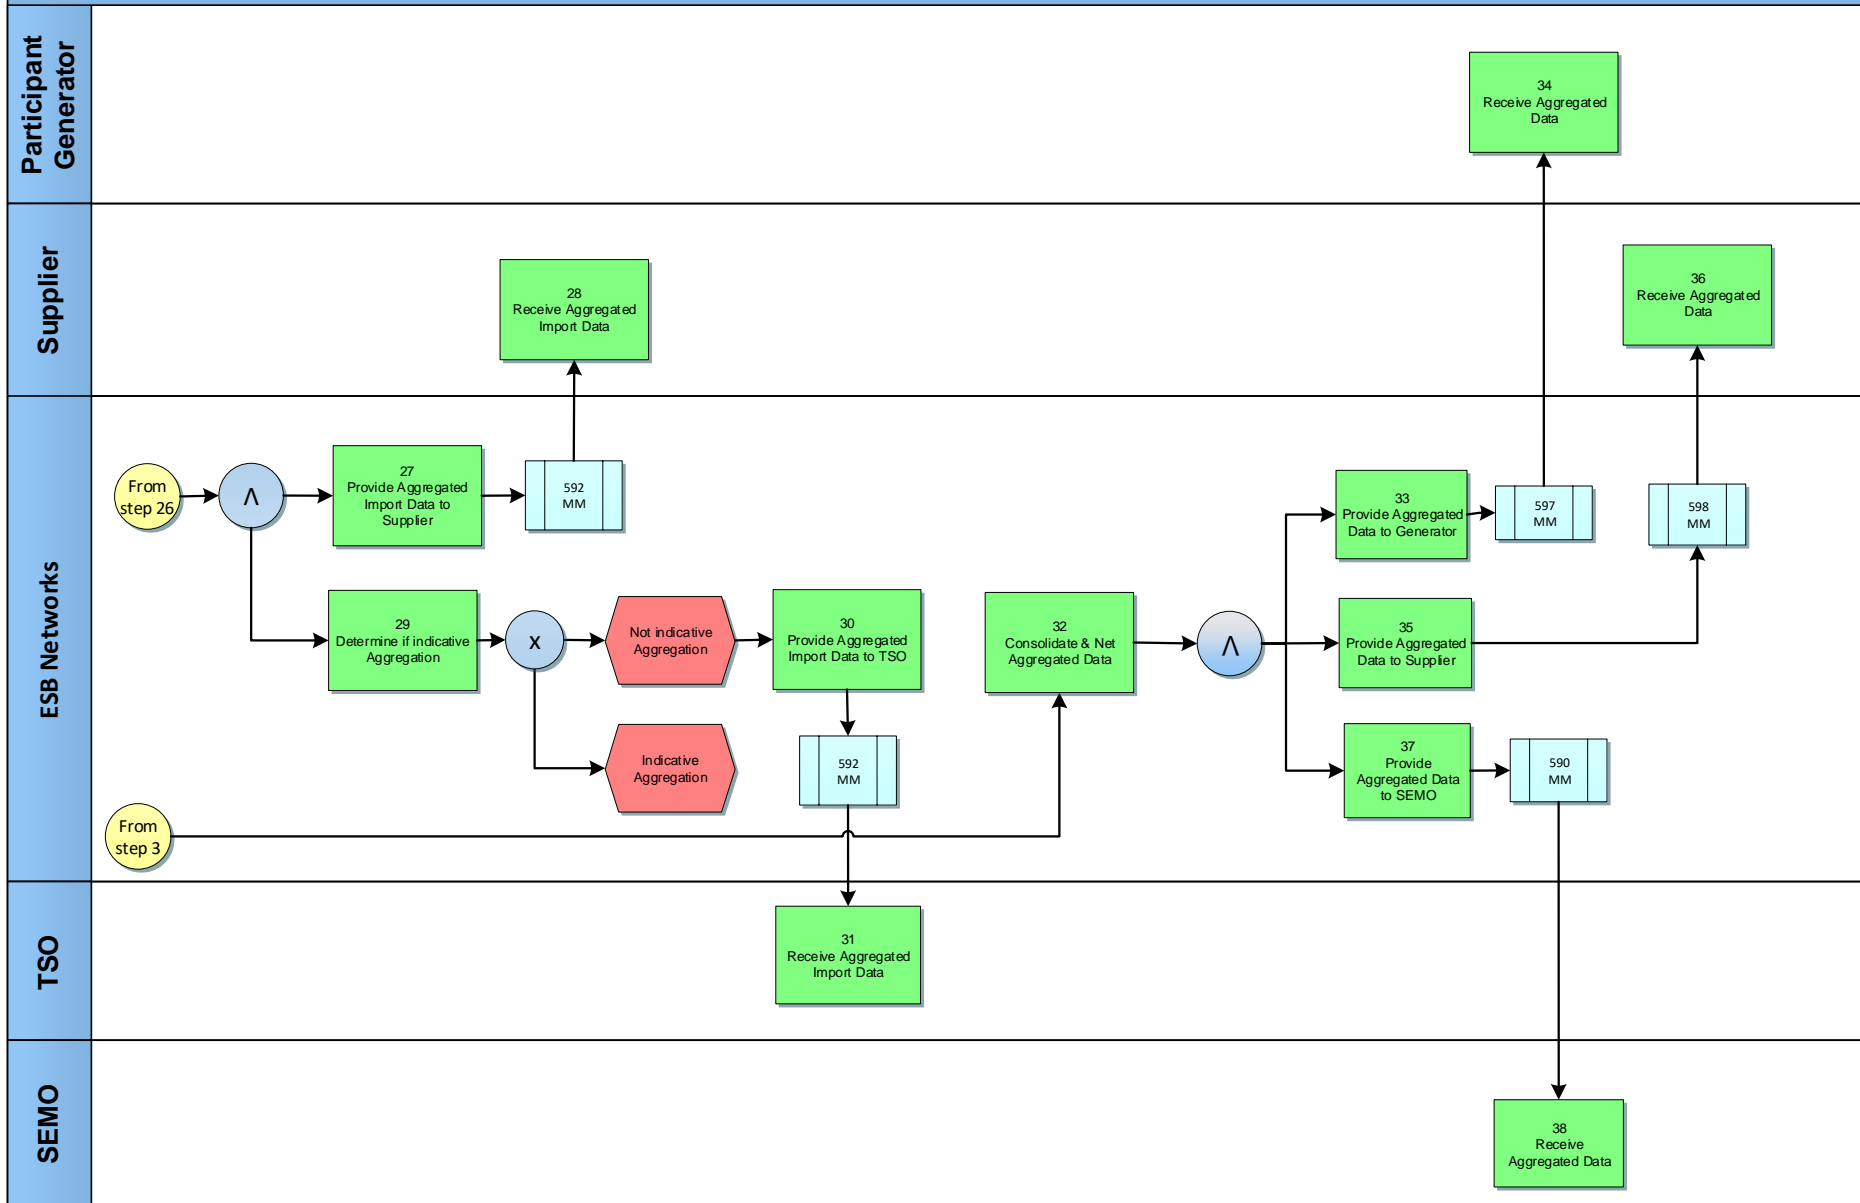 Participant
Generator
34
Receive Aggregated
Data
Supplier
28
Receive Aggregated
Import Data
36
Receive Aggregated
Data
ESB Networks
From
step 26
Λ
27
Provide Aggregated
Import Data to
Supplier
592
MM
33
Provide Aggregated
Data to Generator
597
MM
598
MM
29
Determine if indicative
Aggregation
x
Not indicative
Aggregation
30
Provide Aggregated
Import Data to TSO
32
Consolidate & Net
Aggregated Data
Λ
35
Provide Aggregated
Data to Supplier
Indicative
Aggregation
592
MM
37
Provide
Aggregated Data
to SEMO
590
MM
From
step 3
TSO
31
Receive Aggregated
Import Data
SEMO
38
Receive
Aggregated Data